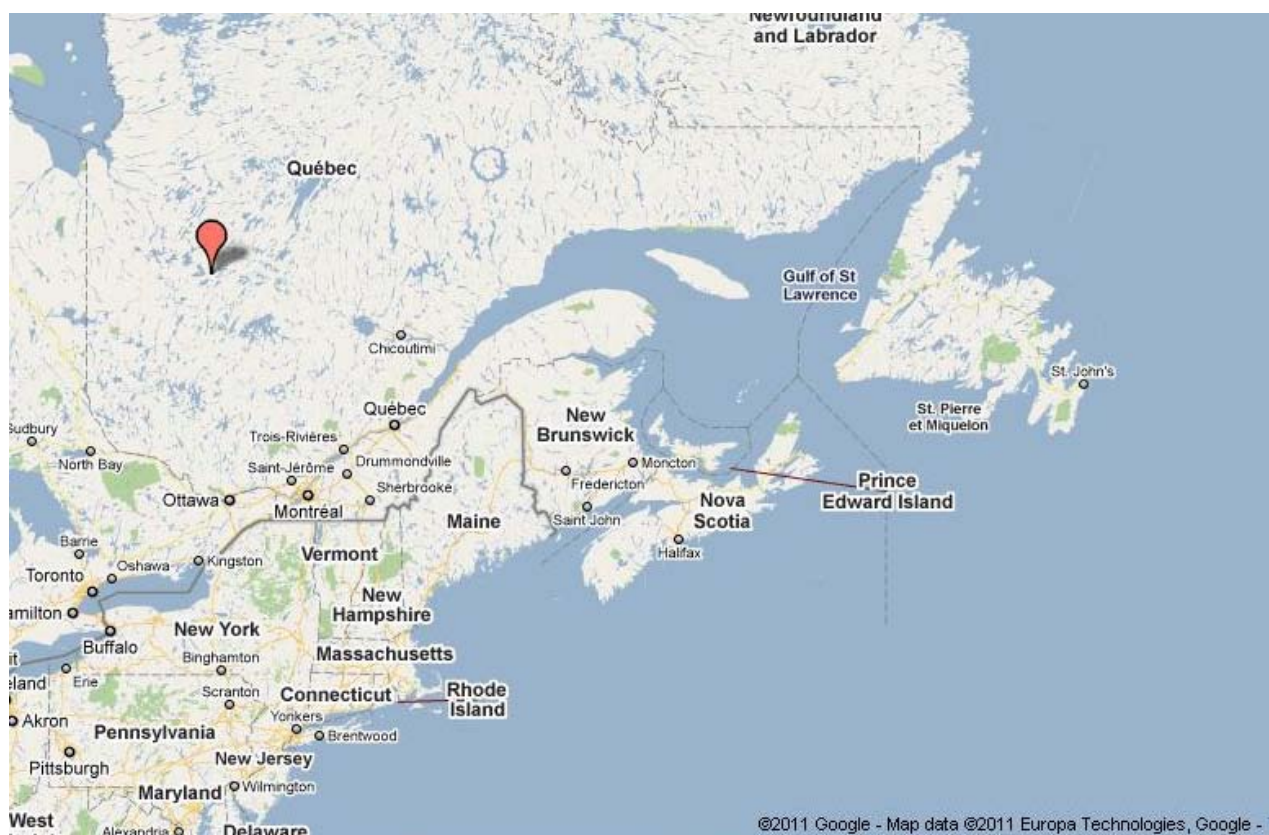 Newfoundland
and Labrador
Québec
Gulf of St
Lawrence
Chicoutimi
St. John's
Québec
New
Brunswick
St. Pierre
et Miquelon
Sudbury
Trois-Rivières
North Bay
Saint-Jérôme
Drummondville
Moncton
Fredericton
Prince
Edward Island
Ottawa
Sherbrooke
Montréal
Nova
Scotia
Maine
Saint John
Barrie
Vermont
Halifax
Oshawa
Kingston
Toronto
New
Hampshire
amilton
New York
Buffalo
Massachusetts
it
Binghamton
eland
Erie
Scranton
Connecticut
Rhode
Island
Akron
Yonkers
Pennsylvania
Brentwood
New Jersey
Pittsburgh
Wilmington
Maryland
West
Alexandria
Delaware
©2011 Google - Map data ©2011 Europa Technologies, Google -